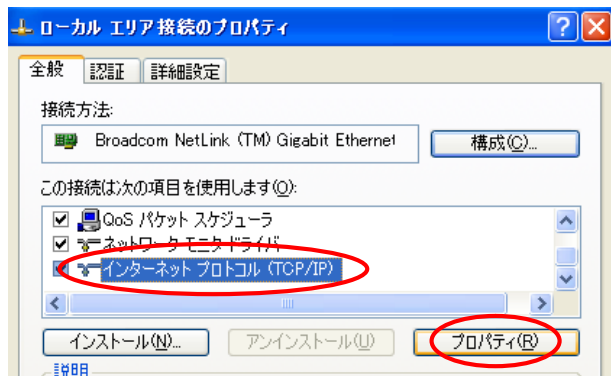 ローカル エリア接続のプロパティ
全般 認証 詳細設定
接続方法:
Broadcom NetLink (TM) Gigabit Ethernet 構成(C)...
この接続は次の項目を使用します(O):
QoS パケット スケジューラ
ネットワーク モニタ ドライバ
インターネット プロトコル (TCP/IP)
インストール(N)... アンインストール(U) プロパティ(R)
説明